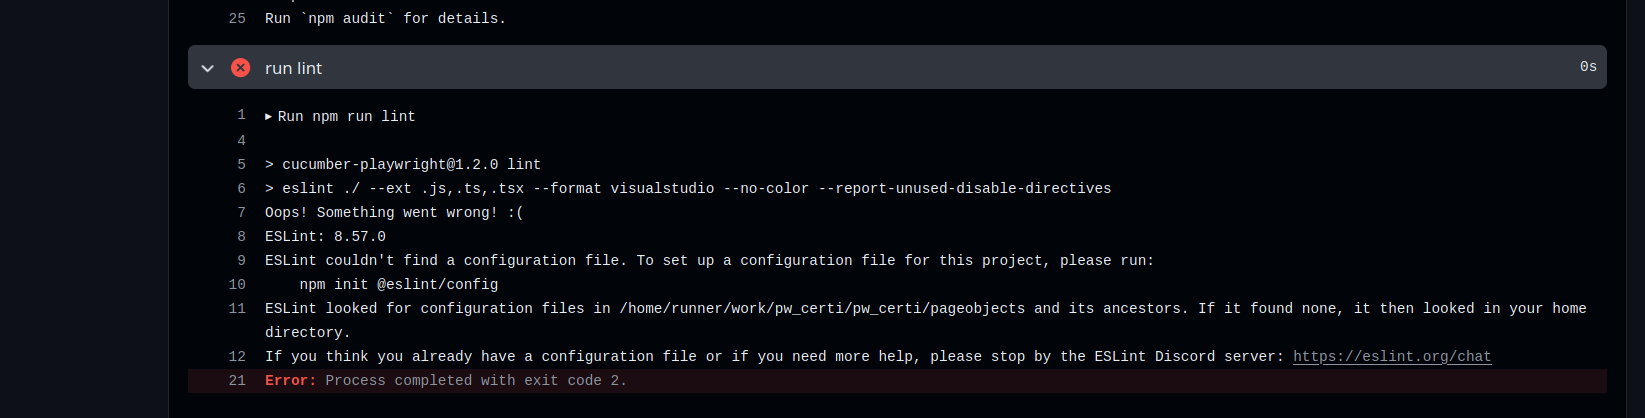 25 Run `npm audit` for details.
run lint 0s
1 Run npm run lint
4
5 > cucumber-playwright@1.2.0 lint
6 > eslint ./ --ext .js,.ts,.tsx --format visualstudio --no-color --report-unused-disable-directives
7 Oops! Something went wrong! :(
8 ESLint: 8.57.0
9 ESLint couldn't find a configuration file. To set up a configuration file for this project, please run:
10 npm init @eslint/config
11 ESLint looked for configuration files in /home/runner/work/pw_certi/pw_certi/pageobjects and its ancestors. If it found none, it then looked in your home
directory.
12 If you think you already have a configuration file or if you need more help, please stop by the ESLint Discord server: https://eslint.org/chat
21 Error: Process completed with exit code 2.